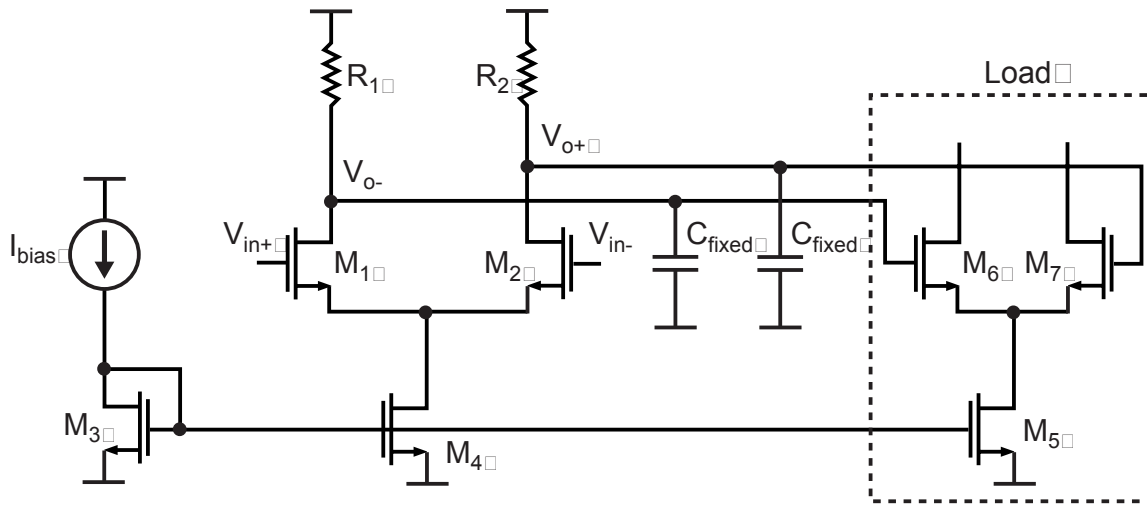 Load□
R1□
R2□
Vo+□
Vo-
Ibias□
Vin+□
M1□
M2□
Vin-
Cfixed□
Cfixed□
M6□
M7□
M3□
M4□
M5□